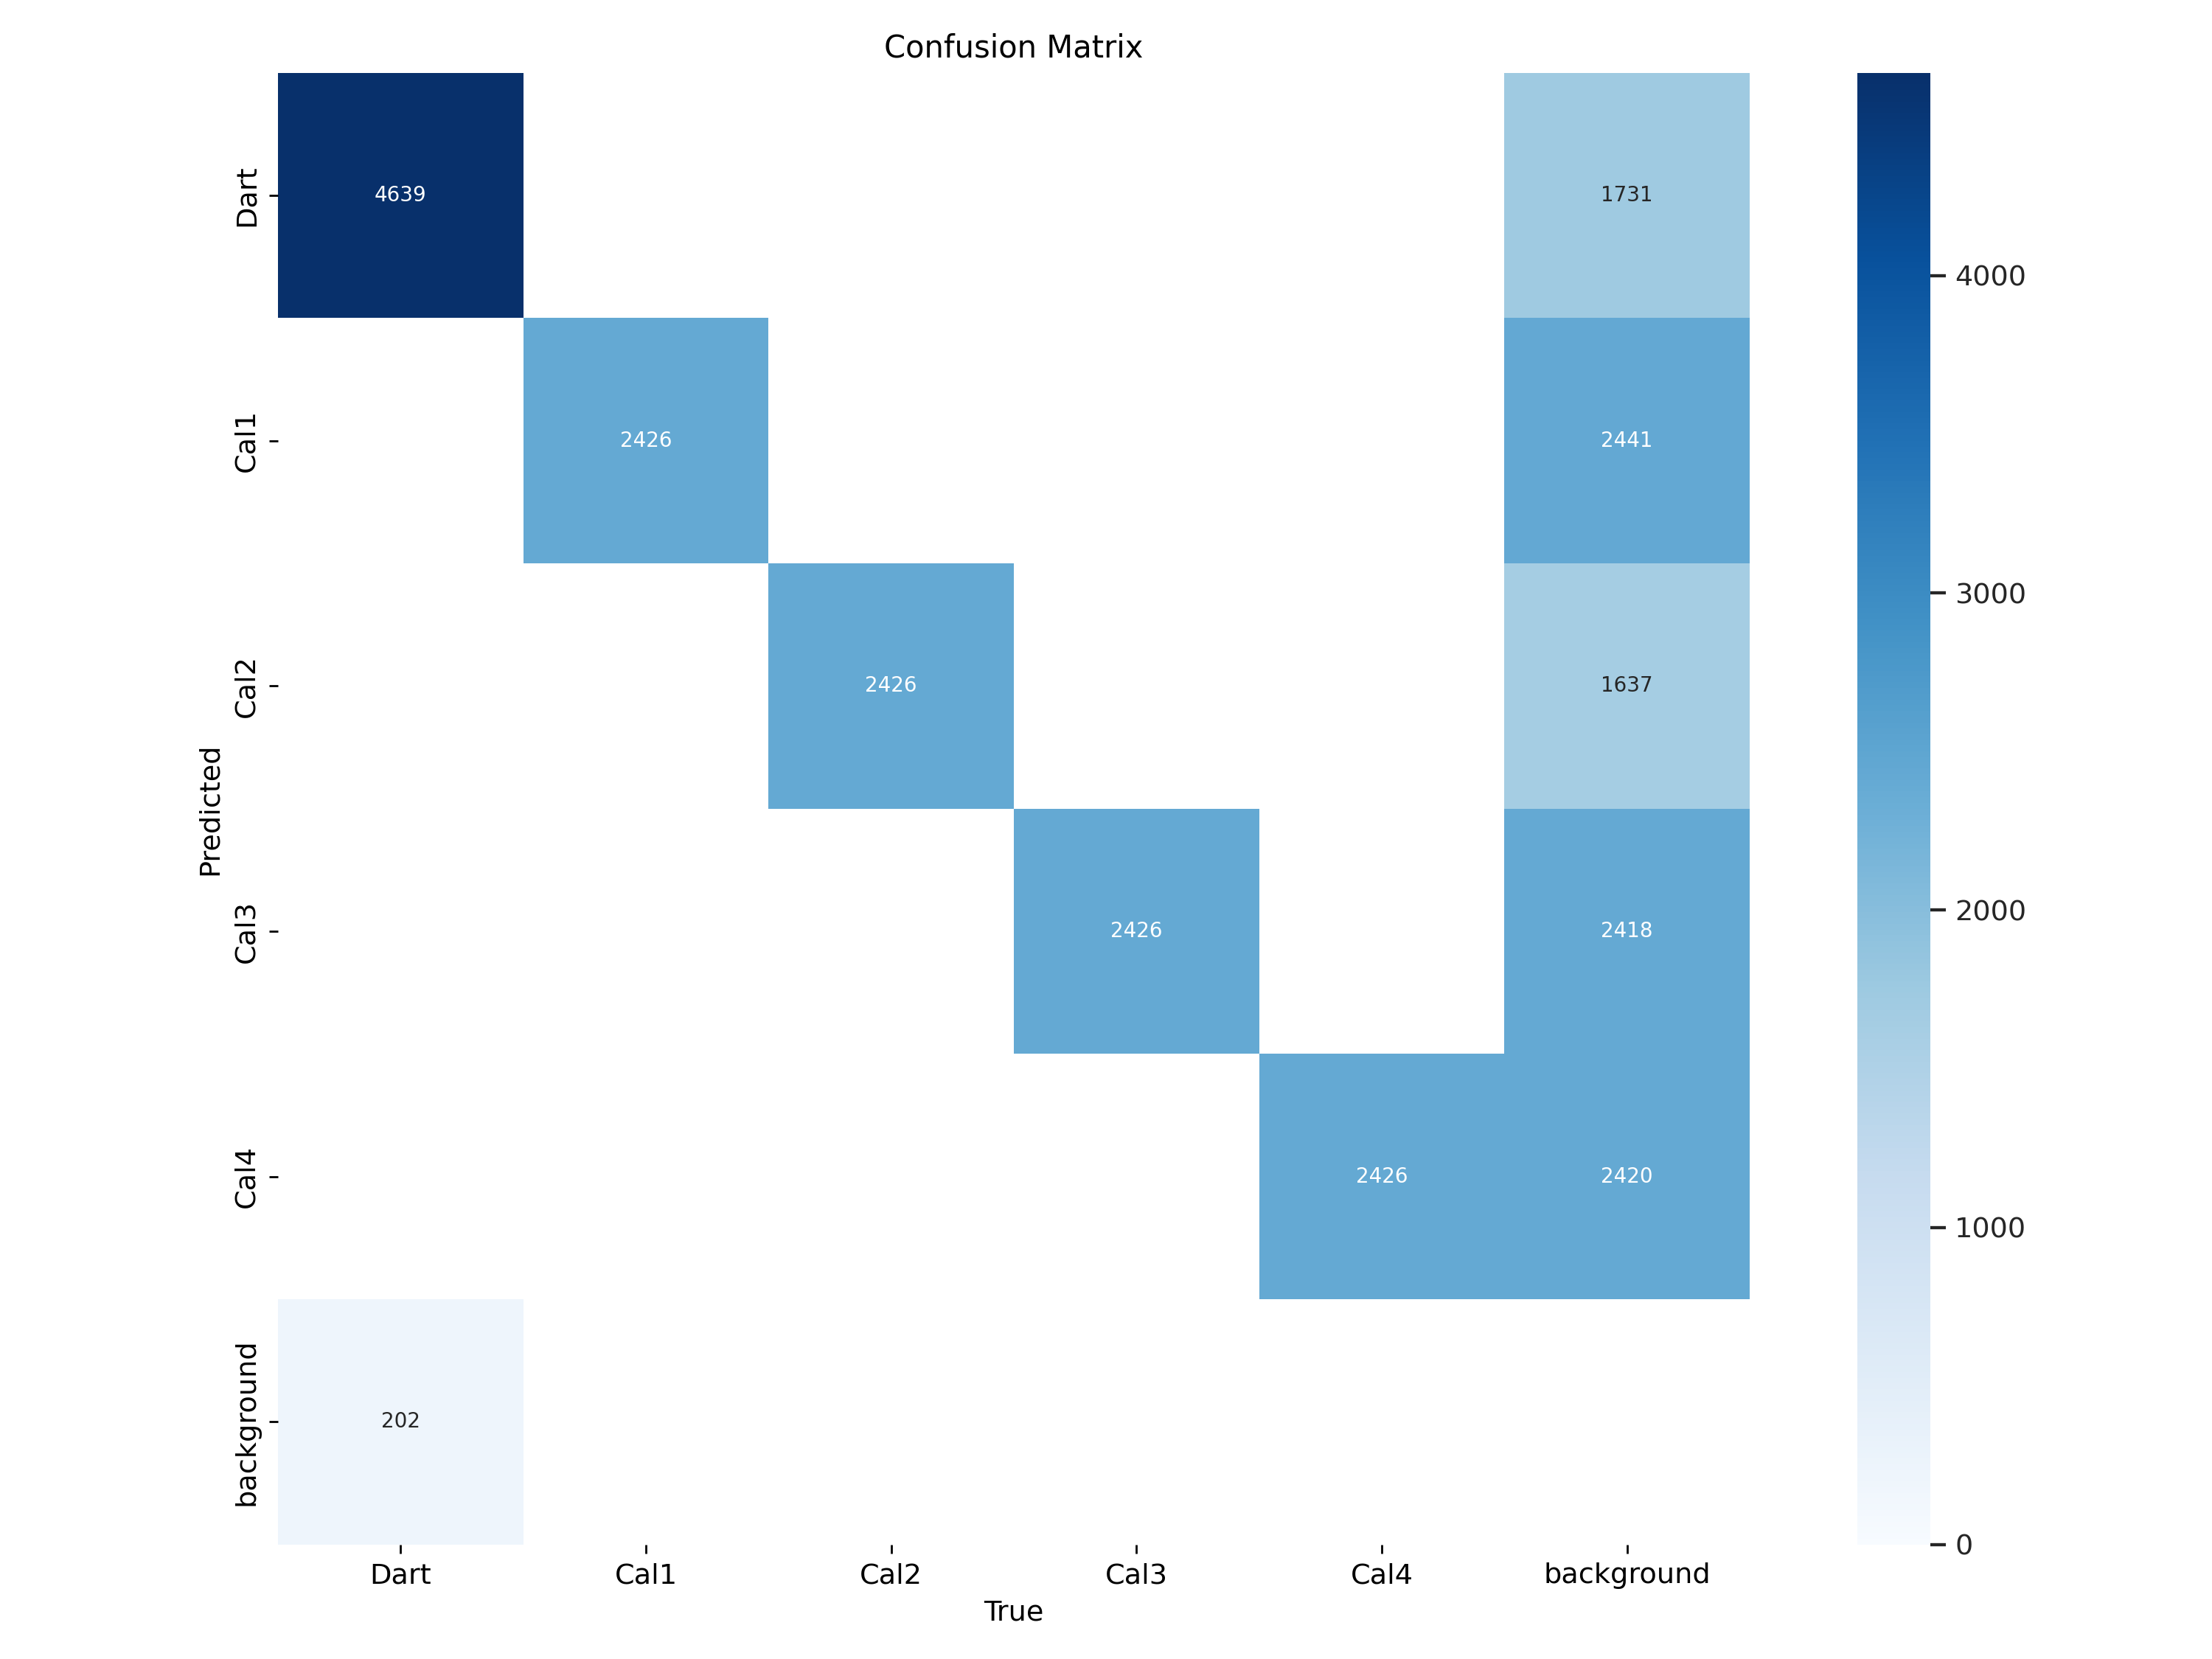 Confusion Matrix
Dart
4639
1731
4000
Cal1
2426
2441
3000
Cal2
2426
1637
Predicted
Cal3
2426
2418
2000
Cal4
2426
2420
1000
background
202
0
Dart
Cal1
Cal2
Cal3
Cal4
background
True